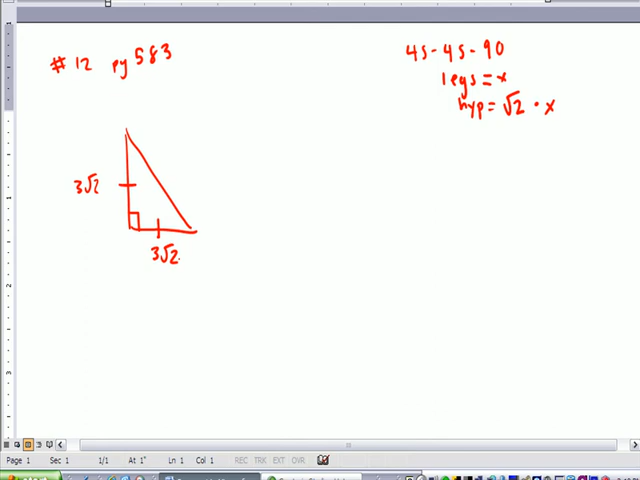 # 12 pg 583
45-45-90
legs = x
hyp = √2 · x
3√2
3√2
Page 1 Sec 1 1/1 At 1" Ln 1 Col 1 REC TRK EXT OVR